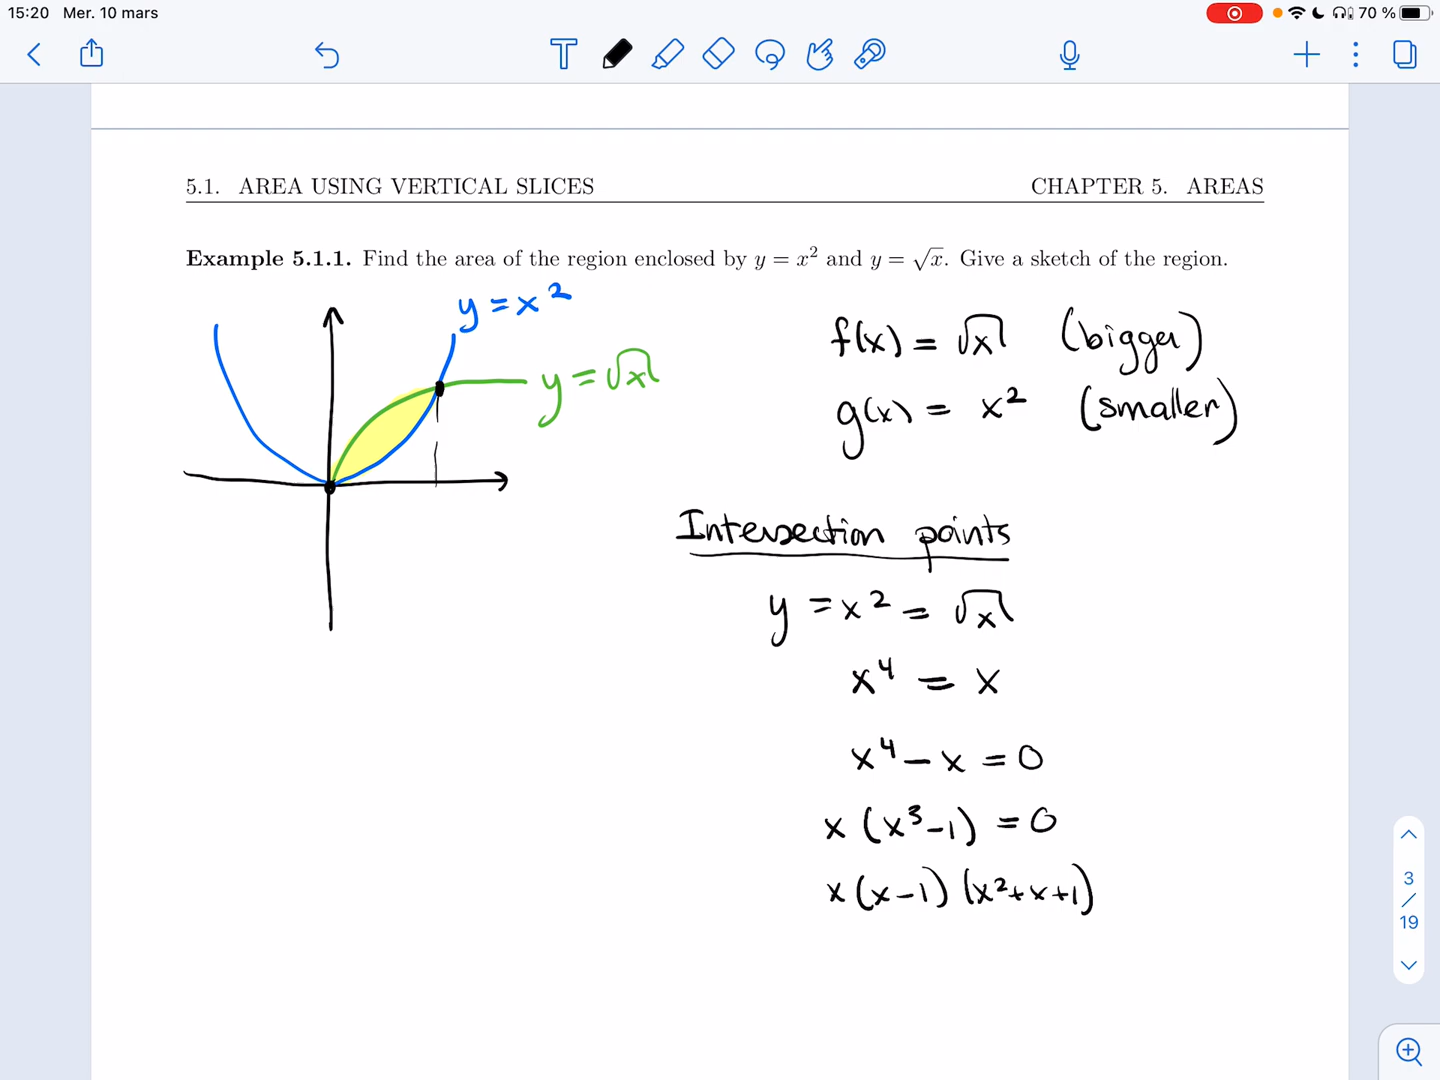 15:20 Mer. 10 mars
70 %
5.1. AREA USING VERTICAL SLICES CHAPTER 5. AREAS
Example 5.1.1. Find the area of the region enclosed by y = x² and y = √x. Give a sketch of the region.
y = x²
y = √x
f(x) = √x (bigger)
g(x) = x² (smaller)
Intersection points
y = x² = √x
x⁴ = x
x⁴ − x = 0
x (x³ − 1) = 0
x (x − 1) (x² + x + 1)
3
/
19